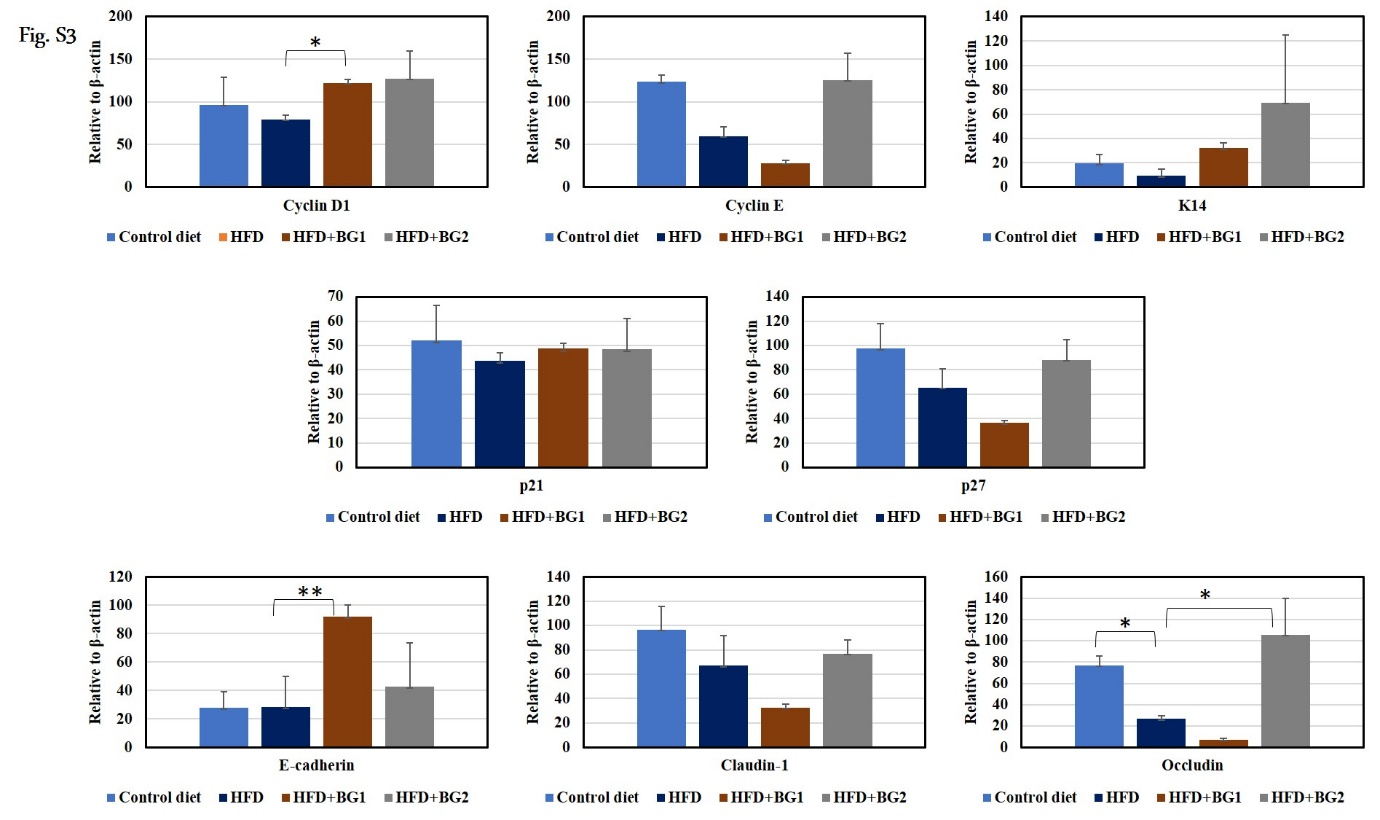 Fig. S3
200
150
100
50
0
Relative to β-actin
*
Cyclin D1
Control diet HFD HFD+BG1 HFD+BG2
200
150
100
50
0
Relative to β-actin
Cyclin E
Control diet HFD HFD+BG1 HFD+BG2
140
120
100
80
60
40
20
0
Relative to β-actin
K14
Control diet HFD HFD+BG1 HFD+BG2
70
60
50
40
30
20
10
0
Relative to β-actin
p21
Control diet HFD HFD+BG1 HFD+BG2
140
120
100
80
60
40
20
0
Relative to β-actin
p27
Control diet HFD HFD+BG1 HFD+BG2
120
100
80
60
40
20
0
Relative to β-actin
**
E-cadherin
Control diet HFD HFD+BG1 HFD+BG2
140
120
100
80
60
40
20
0
Relative to β-actin
Claudin-1
Control diet HFD HFD+BG1 HFD+BG2
160
140
120
100
80
60
40
20
0
Relative to β-actin
*
*
Occludin
Control diet HFD HFD+BG1 HFD+BG2